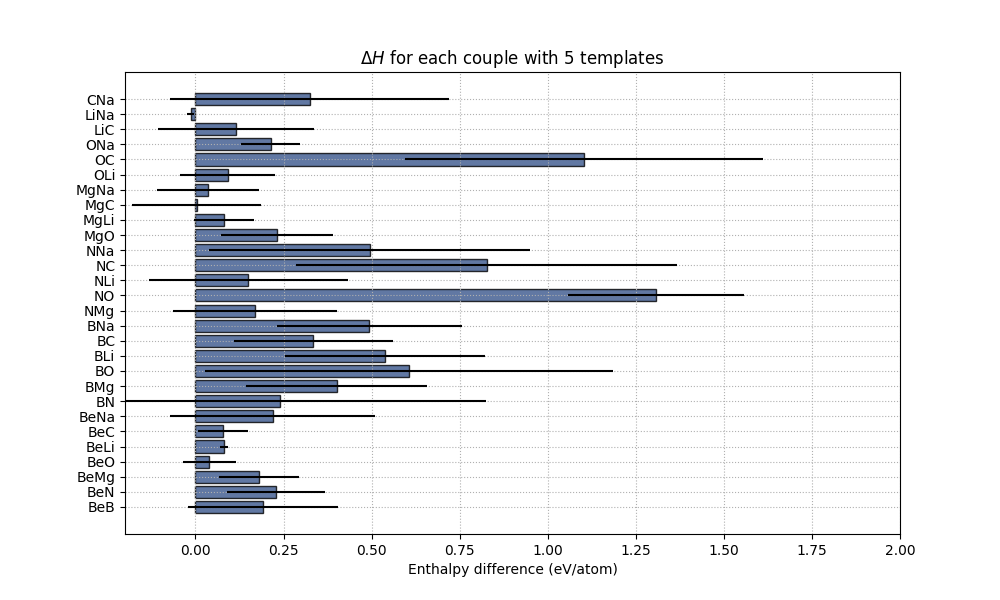 ΔH for each couple with 5 templates
CNa
LiNa
LiC
ONa
OC
OLi
MgNa
MgC
MgLi
MgO
NNa
NC
NLi
NO
NMg
BNa
BC
BLi
BO
BMg
BN
BeNa
BeC
BeLi
BeO
BeMg
BeN
BeB
0.00 0.25 0.50 0.75 1.00 1.25 1.50 1.75 2.00
Enthalpy difference (eV/atom)